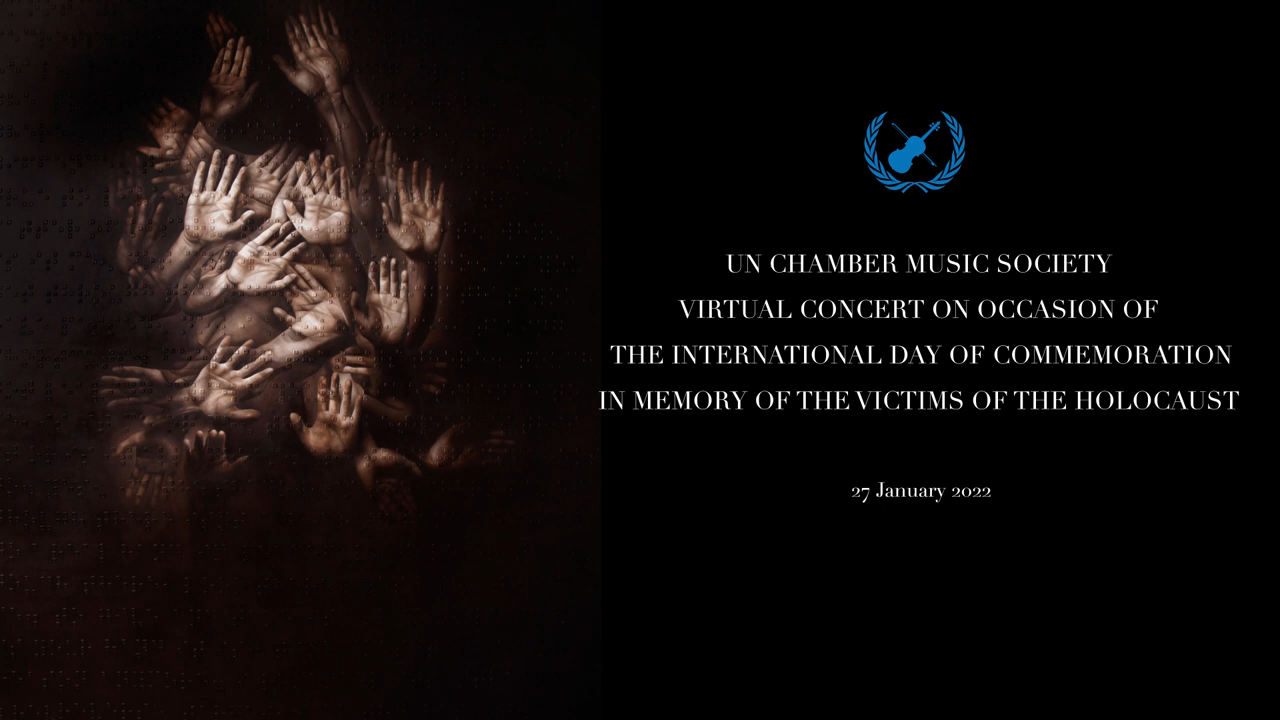 UN CHAMBER MUSIC SOCIETY
VIRTUAL CONCERT ON OCCASION OF
THE INTERNATIONAL DAY OF COMMEMORATION
IN MEMORY OF THE VICTIMS OF THE HOLOCAUST
27 January 2022